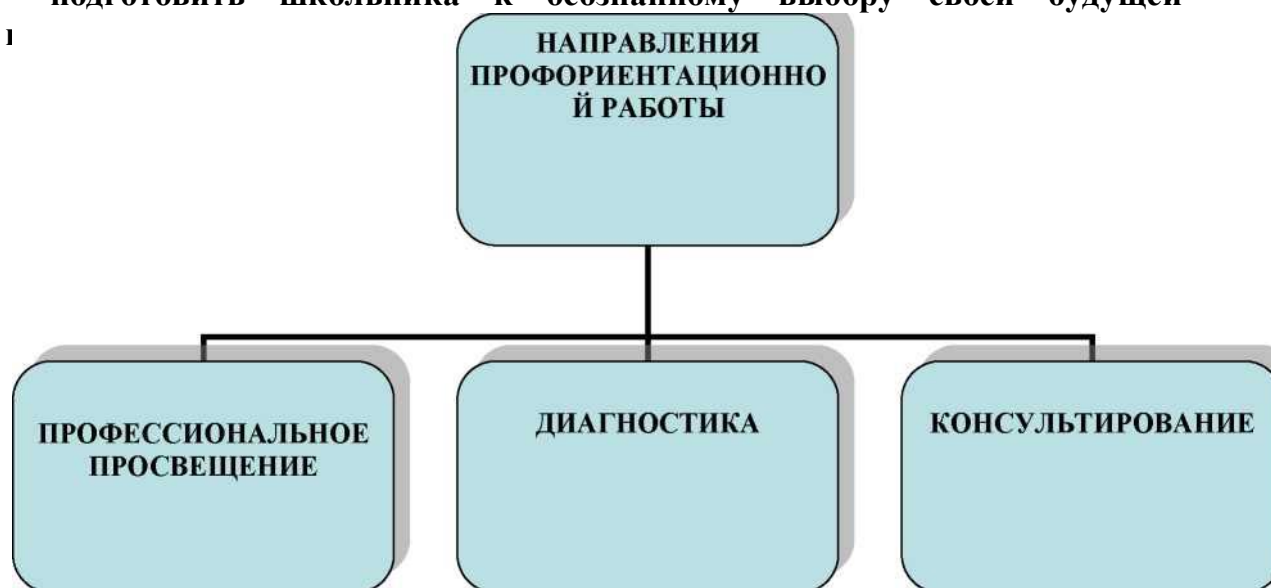 подготовить школьника к осознанному выбору своей будущей
НАПРАВЛЕНИЯ
ПРОФОРИЕНТАЦИОННО
Й РАБОТЫ
ПРОФЕССИОНАЛЬНОЕ
ПРОСВЕЩЕНИЕ
ДИАГНОСТИКА
КОНСУЛЬТИРОВАНИЕ